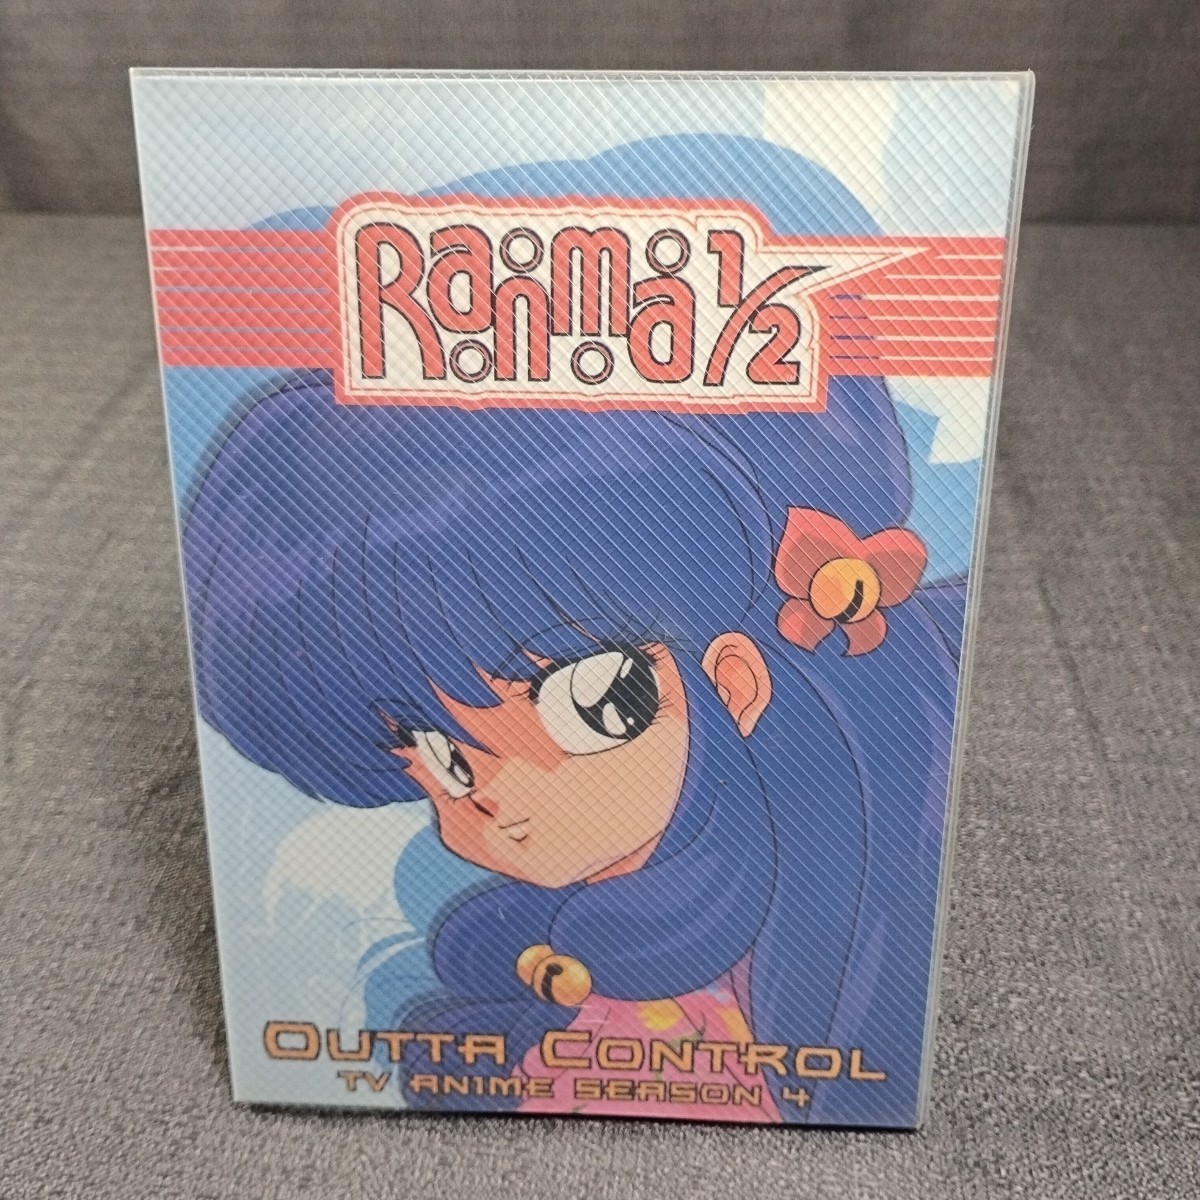 Ranma 1/2
OUTTA CONTROL
TV ANIME SEASON 4